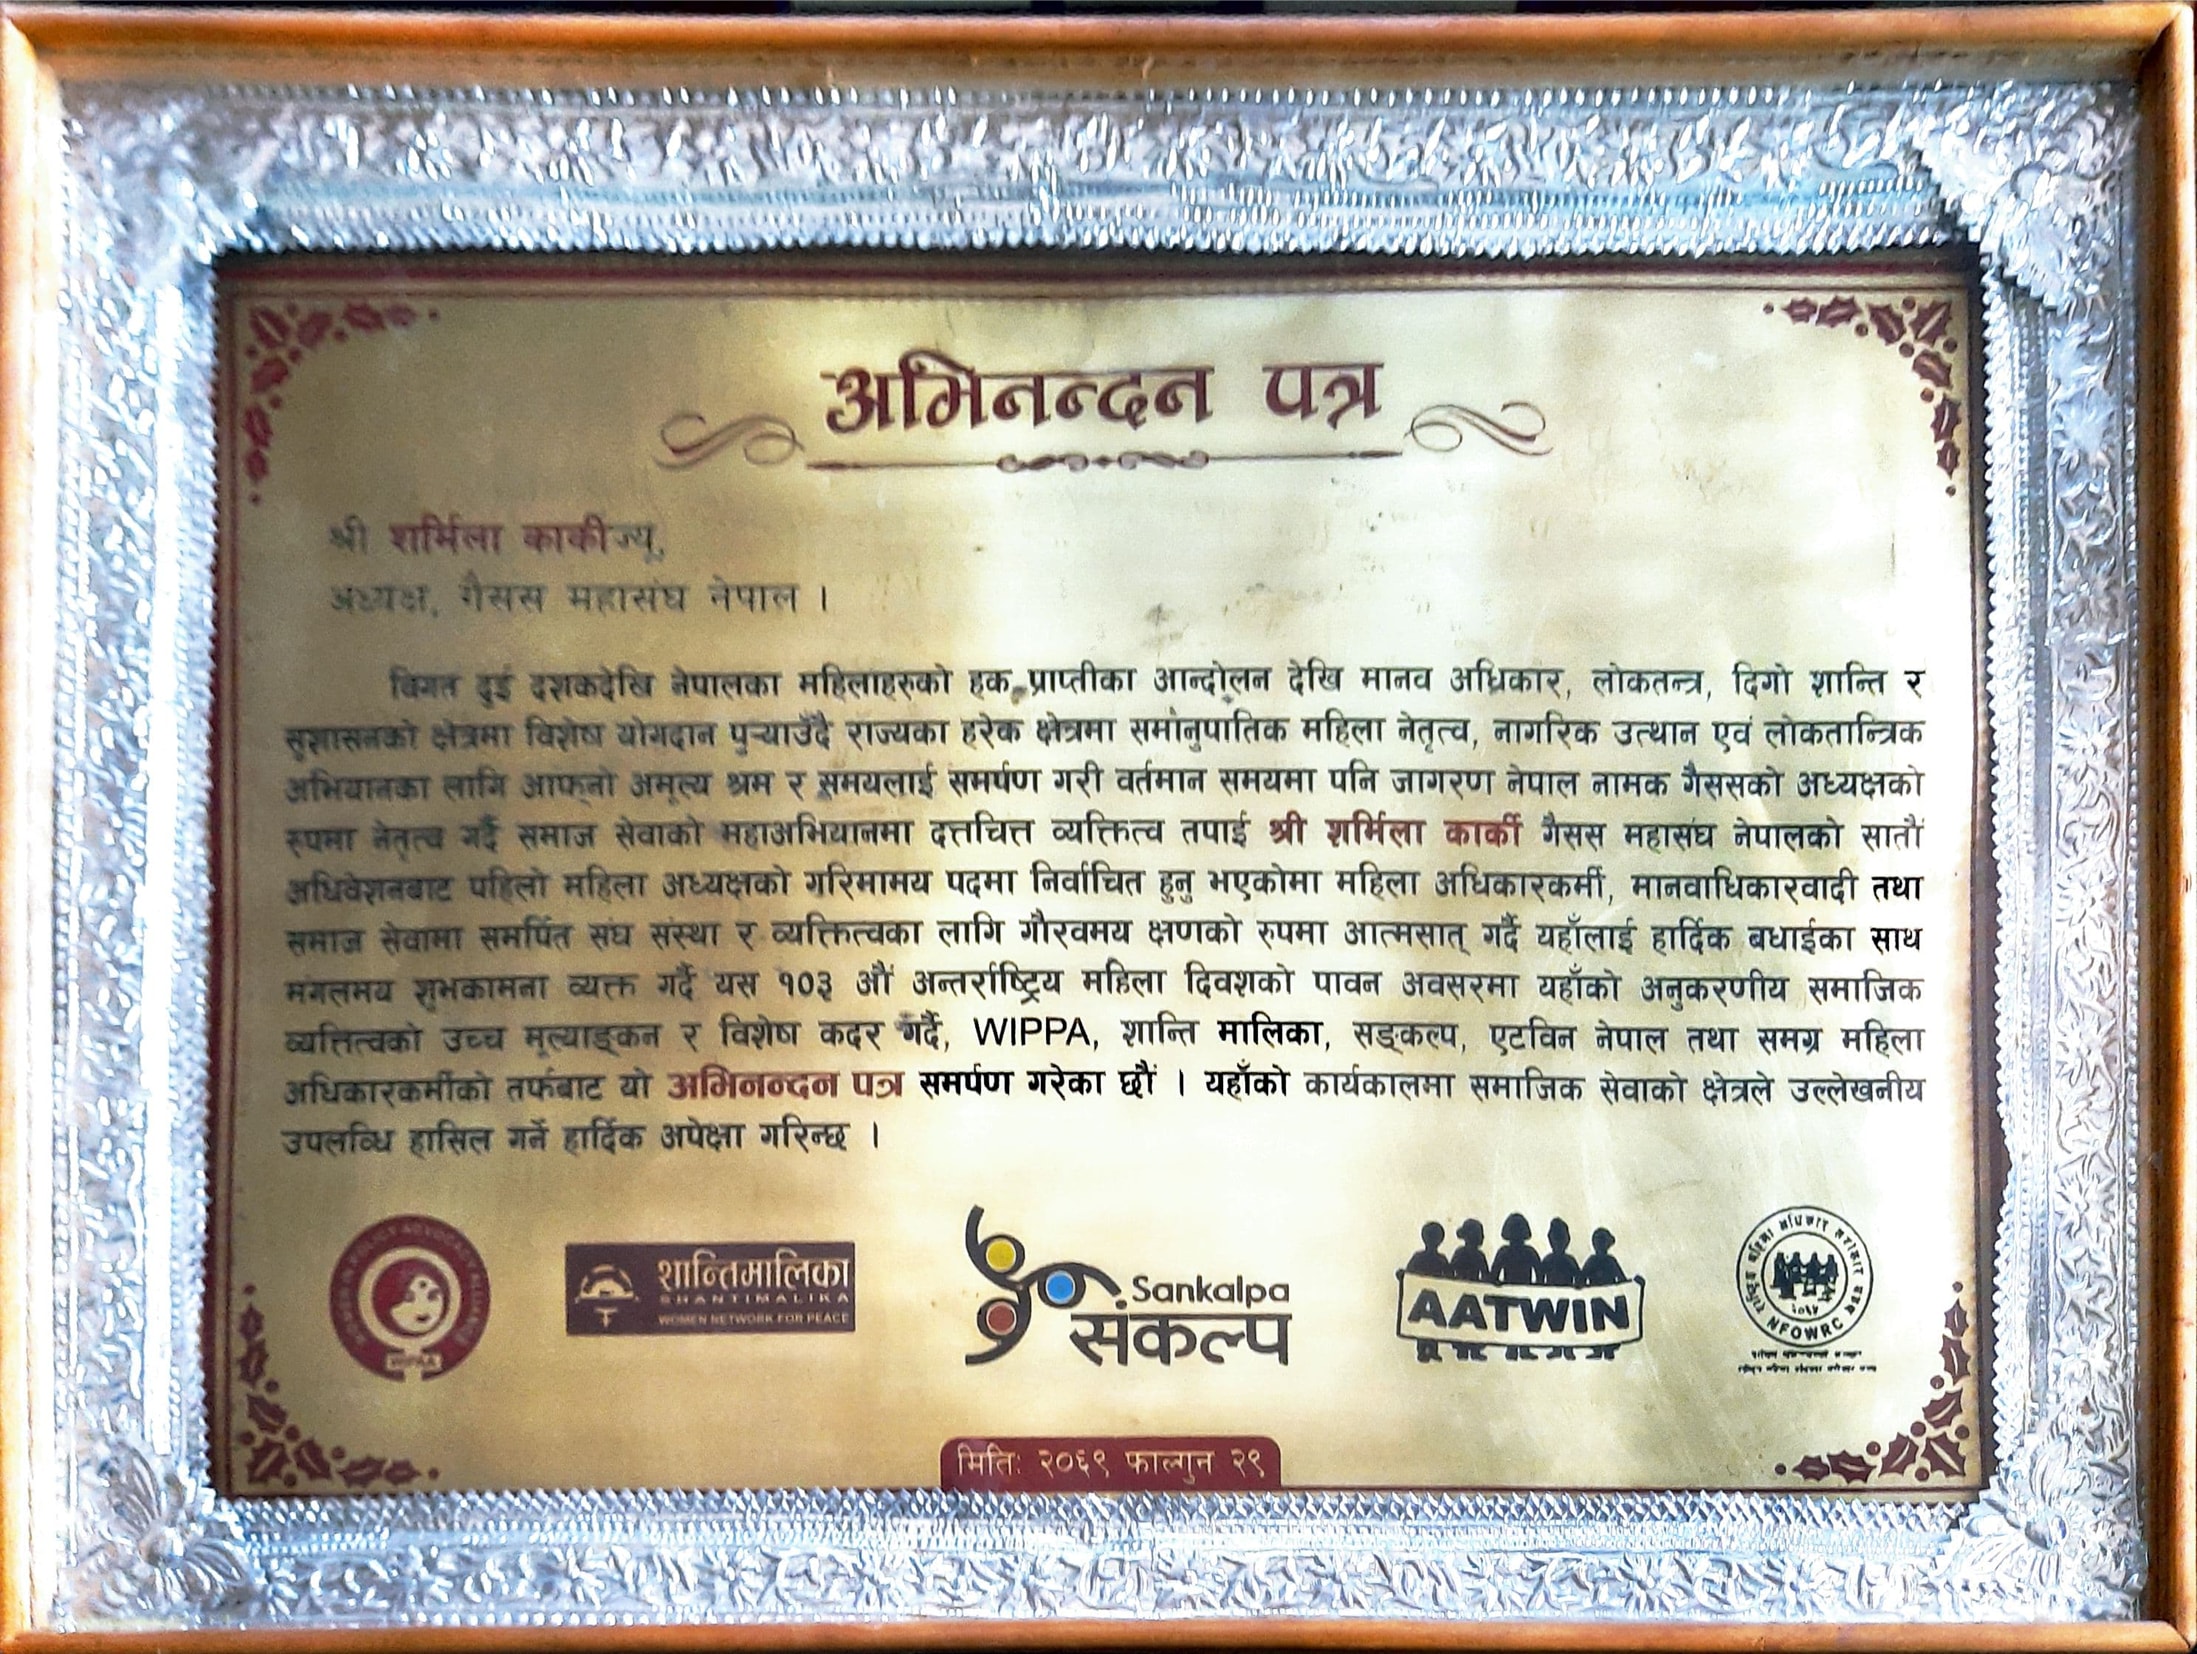 अभिनन्दन पत्र
श्री शर्मिला कार्कीज्यू,
अध्यक्ष, गैसस महासंघ नेपाल ।
विगत दुई दशकदेखि नेपालका महिलाहरुको हक प्राप्तीका आन्दोलन देखि मानव अधिकार, लोकतन्त्र, दिगो शान्ति र
सुशासनको क्षेत्रमा विशेष योगदान पुऱ्याउँदै राज्यका हरेक क्षेत्रमा समानुपातिक महिला नेतृत्व, नागरिक उत्थान एवं लोकतान्त्रिक
अभियानका लागि आफ्नो अमूल्य श्रम र समयलाई समर्पण गरी वर्तमान समयमा पनि जागरण नेपाल नामक गैससको अध्यक्षको
रुपमा नेतृत्व गर्दै समाज सेवाको महाअभियानमा दत्तचित्त व्यक्तित्व तपाई श्री शर्मिला कार्की गैसस महासंघ नेपालको सातौं
अधिवेशनबाट पहिलो महिला अध्यक्षको गरिमामय पदमा निर्वाचित हुनु भएकोमा महिला अधिकारकर्मी, मानवाधिकारवादी तथा
समाज सेवामा समर्पित संघ संस्था र व्यक्तित्वका लागि गौरवमय क्षणको रुपमा आत्मसात् गर्दै यहाँलाई हार्दिक बधाईका साथ
मंगलमय शुभकामना व्यक्त गर्दै यस १०३ औं अन्तर्राष्ट्रिय महिला दिवशको पावन अवसरमा यहाँको अनुकरणीय समाजिक
व्यत्तित्वको उच्च मूल्याङ्कन र विशेष कदर गर्दै, WIPPA, शान्ति मालिका, सङ्कल्प, एटविन नेपाल तथा समग्र महिला
अधिकारकर्मीको तर्फबाट यो अभिनन्दन पत्र समर्पण गरेका छौं । यहाँको कार्यकालमा समाजिक सेवाको क्षेत्रले उल्लेखनीय
उपलव्धि हासिल गर्ने हार्दिक अपेक्षा गरिन्छ ।
WIPPA
शान्तिमालिका
SHANTIMALIKA
WOMEN NETWORK FOR PEACE
Sankalpa
संकल्प
AATWIN
NFOWRC
मितिः २०६९ फाल्गुन २९